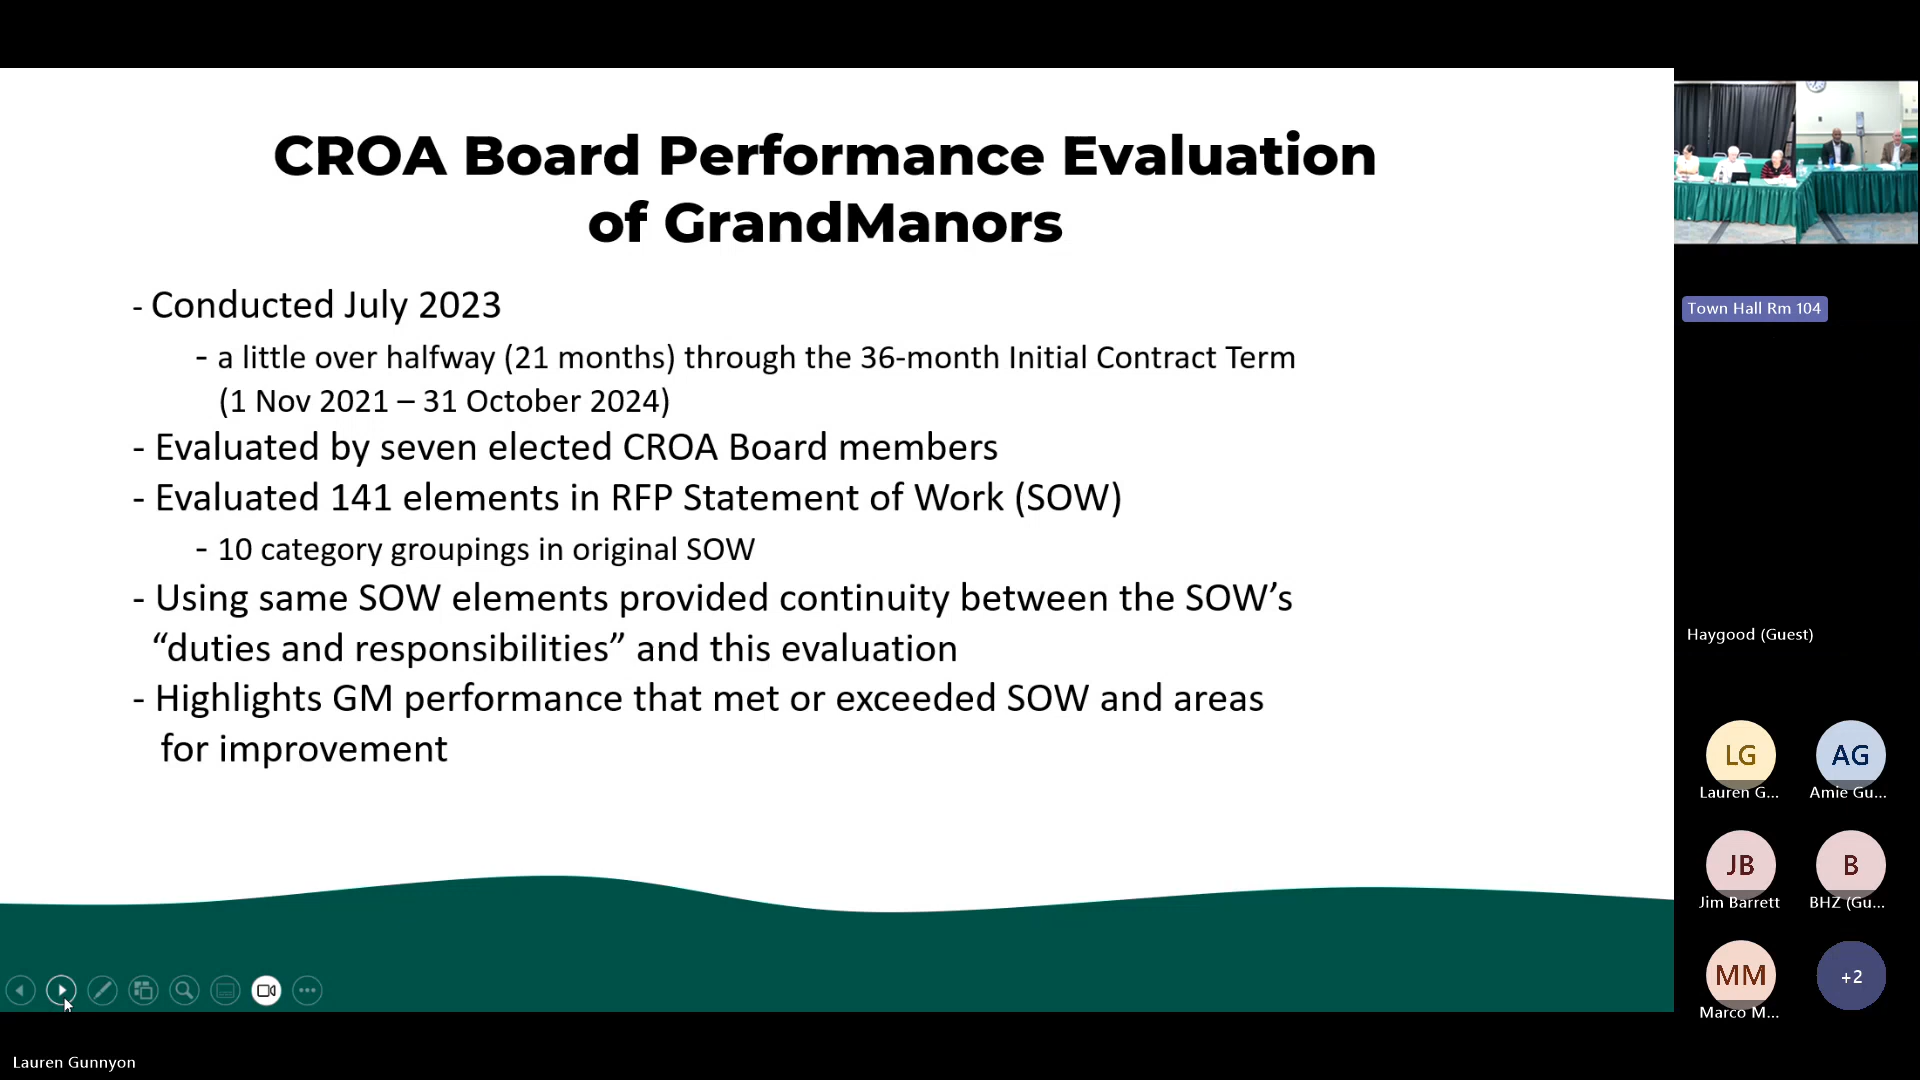 CROA Board Performance Evaluation
of GrandManors
- Conducted July 2023
- a little over halfway (21 months) through the 36-month Initial Contract Term
(1 Nov 2021 – 31 October 2024)
- Evaluated by seven elected CROA Board members
- Evaluated 141 elements in RFP Statement of Work (SOW)
- 10 category groupings in original SOW
- Using same SOW elements provided continuity between the SOW’s
“duties and responsibilities” and this evaluation
- Highlights GM performance that met or exceeded SOW and areas
for improvement
Town Hall Rm 104
Haygood (Guest)
LG
Lauren G...
AG
Amie Gu...
JB
Jim Barrett
B
BHZ (Gu...
MM
Marco M...
+2
Lauren Gunnyon